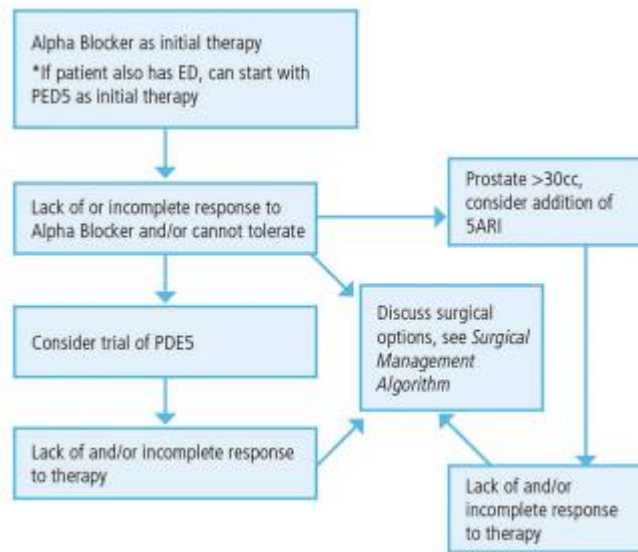 Alpha Blocker as initial therapy
*If patient also has ED, can start with
PED5 as initial therapy
Lack of or incomplete response to
Alpha Blocker and/or cannot tolerate
Prostate >30cc,
consider addition of
5ARI
Consider trial of PDE5
Discuss surgical
options, see Surgical
Management
Algorithm
Lack of and/or incomplete response
to therapy
Lack of and/or
incomplete response
to therapy